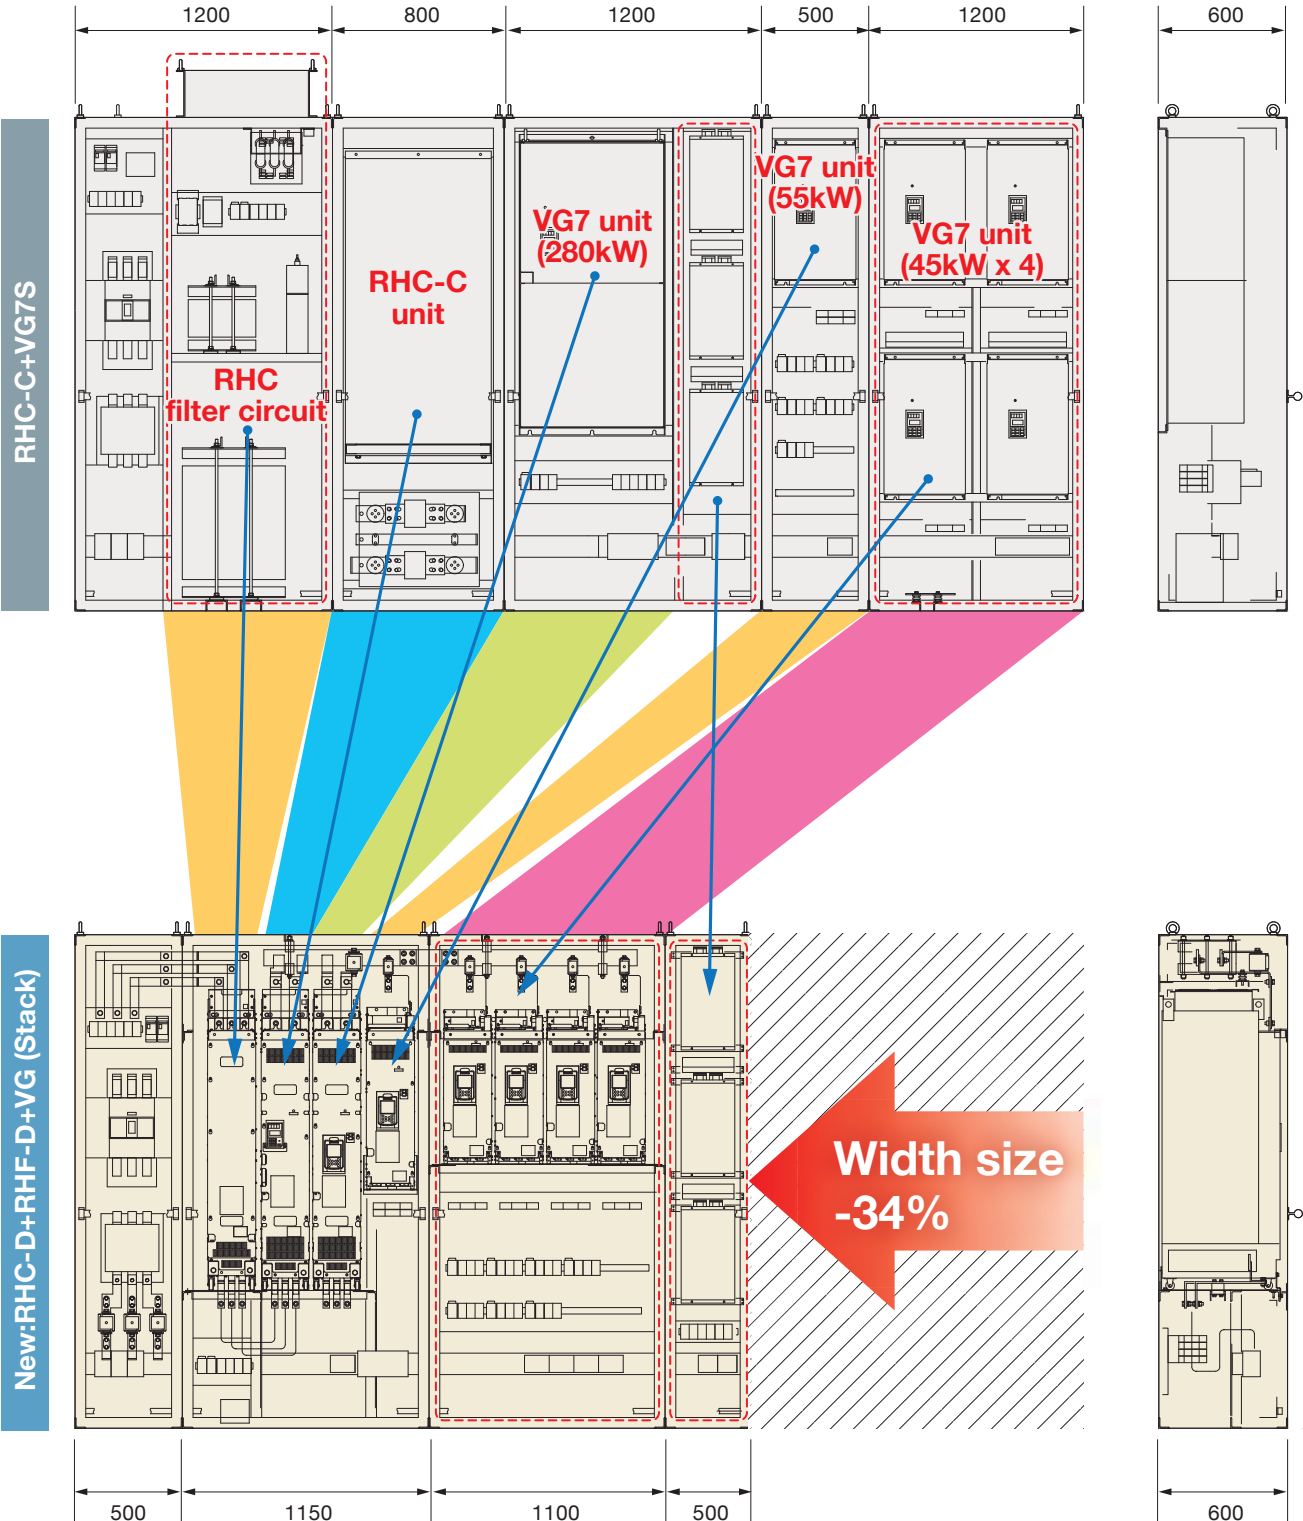 1200
800
1200
500
1200
600
RHC-C+VG7S
VG7 unit
(55kW)
VG7 unit
(280kW)
VG7 unit
(45kW x 4)
RHC-C
unit
RHC
filter circuit
New:RHC-D+RHF-D+VG (Stack)
Width size
-34%
500
1150
1100
500
600